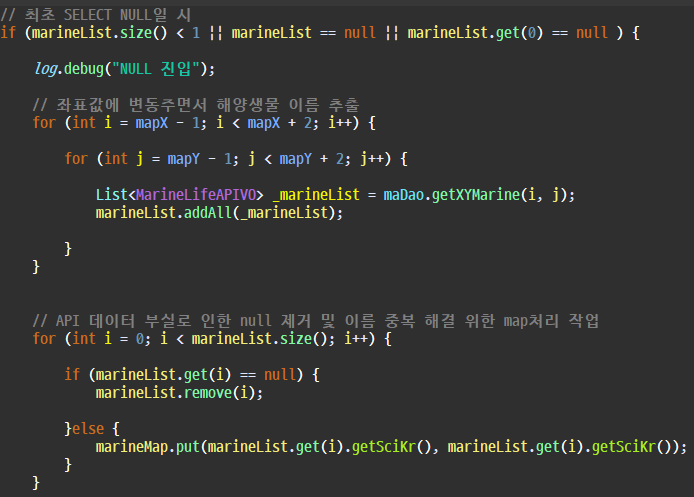 // 최초 SELECT NULL일 시
if (marineList.size() < 1 || marineList == null || marineList.get(0) == null ) {
log.debug("NULL 진입");
// 좌표값에 변동주면서 해양생물 이름 추출
for (int i = mapX - 1; i < mapX + 2; i++) {
for (int j = mapY - 1; j < mapY + 2; j++) {
List<MarineLifeAPIVO> _marineList = maDao.getXYMarine(i, j);
marineList.addAll(_marineList);
}
}
// API 데이터 부실로 인한 null 제거 및 이름 중복 해결 위한 map처리 작업
for (int i = 0; i < marineList.size(); i++) {
if (marineList.get(i) == null) {
marineList.remove(i);
}else {
marineMap.put(marineList.get(i).getSciKr(), marineList.get(i).getSciKr());
}
}